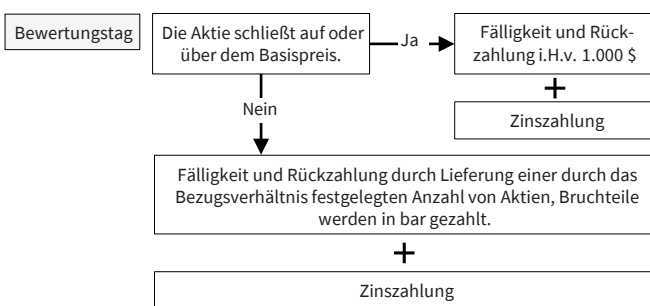 Bewertungstag
Die Aktie schließt auf oder
über dem Basispreis.
Ja
Fälligkeit und Rück-
zahlung i.H.v. 1.000 $
+
Zinszahlung
Nein
Fälligkeit und Rückzahlung durch Lieferung einer durch das
Bezugsverhältnis festgelegten Anzahl von Aktien, Bruchteile
werden in bar gezahlt.
+
Zinszahlung